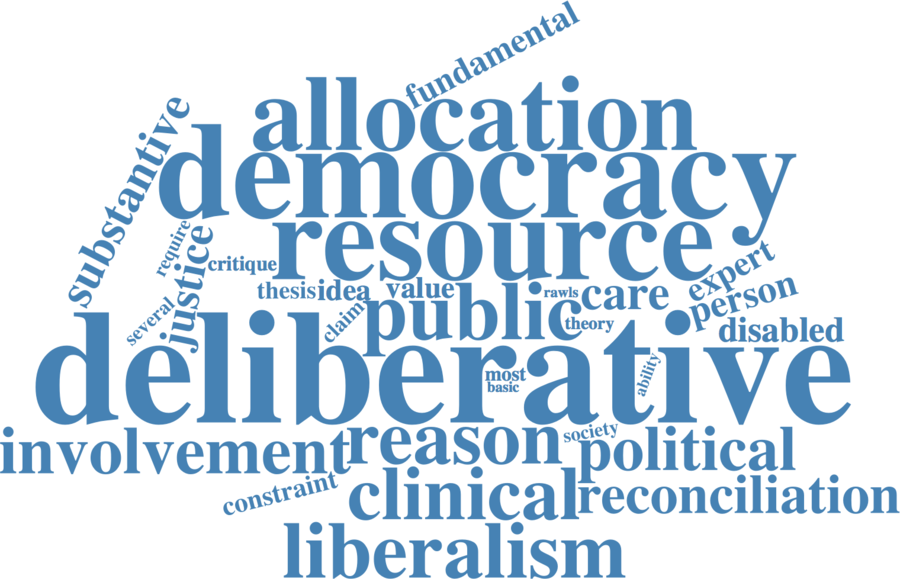 fundamental
allocation
substantive
democracy
require
justice
resource
critique
expert
thesis idea value
rawls
care
person
public
several
claim
theory
disabled
deliberative
most
basic
ability
involvement
reason
society
political
constraint
clinical
reconciliation
liberalism